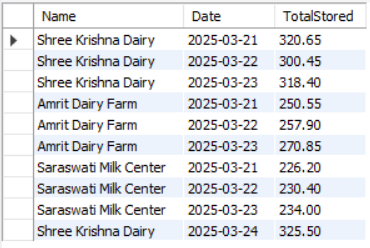 Name Date TotalStored
Shree Krishna Dairy 2025-03-21 320.65
Shree Krishna Dairy 2025-03-22 300.45
Shree Krishna Dairy 2025-03-23 318.40
Amrit Dairy Farm 2025-03-21 250.55
Amrit Dairy Farm 2025-03-22 257.90
Amrit Dairy Farm 2025-03-23 270.85
Saraswati Milk Center 2025-03-21 226.20
Saraswati Milk Center 2025-03-22 230.40
Saraswati Milk Center 2025-03-23 234.00
Shree Krishna Dairy 2025-03-24 325.50